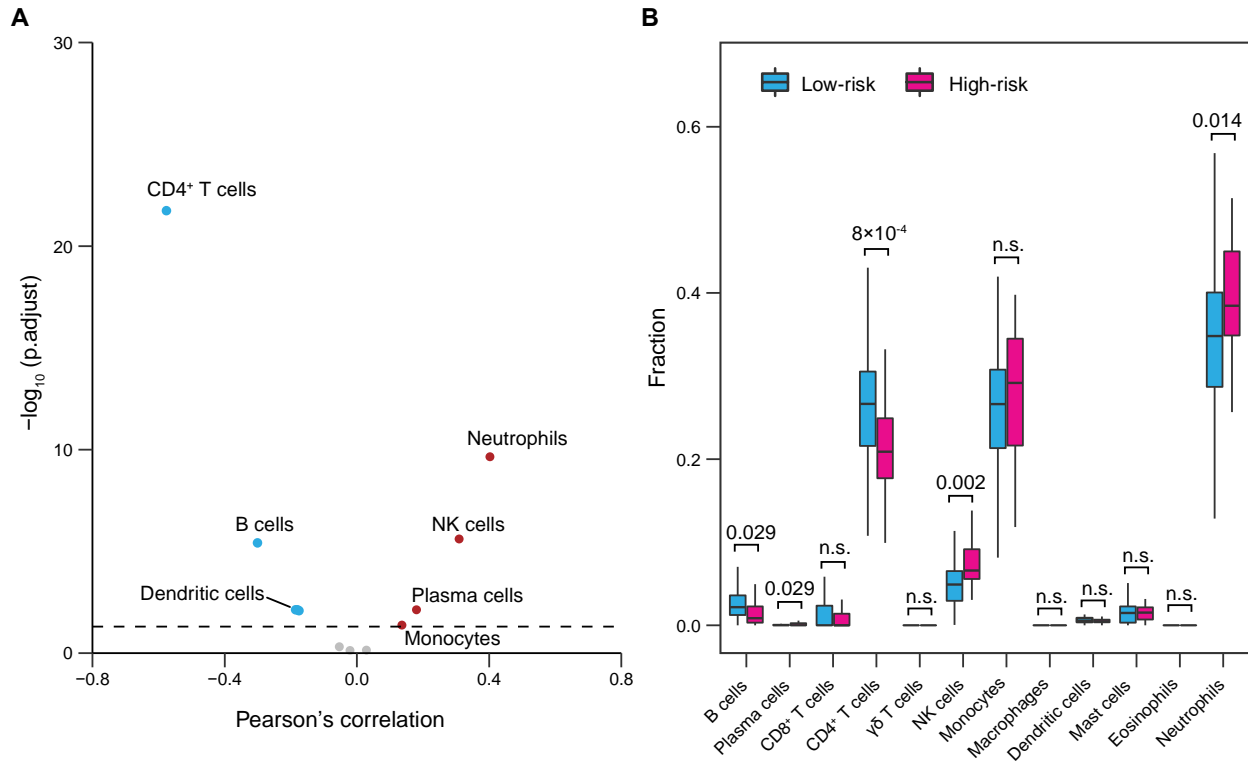 A
30
20
10
0
−log₁₀ (p.adjust)
CD4⁺ T cells
Neutrophils
B cells
NK cells
Dendritic cells
Plasma cells
Monocytes
−0.8
−0.4
0.0
0.4
0.8
Pearson’s correlation
B
Low-risk
High-risk
0.6
0.4
0.2
0.0
Fraction
0.029
0.029
n.s.
8×10⁻⁴
n.s.
0.002
n.s.
n.s.
n.s.
n.s.
n.s.
0.014
B cells
Plasma cells
CD8⁺ T cells
CD4⁺ T cells
γδ T cells
NK cells
Monocytes
Macrophages
Dendritic cells
Mast cells
Eosinophils
Neutrophils